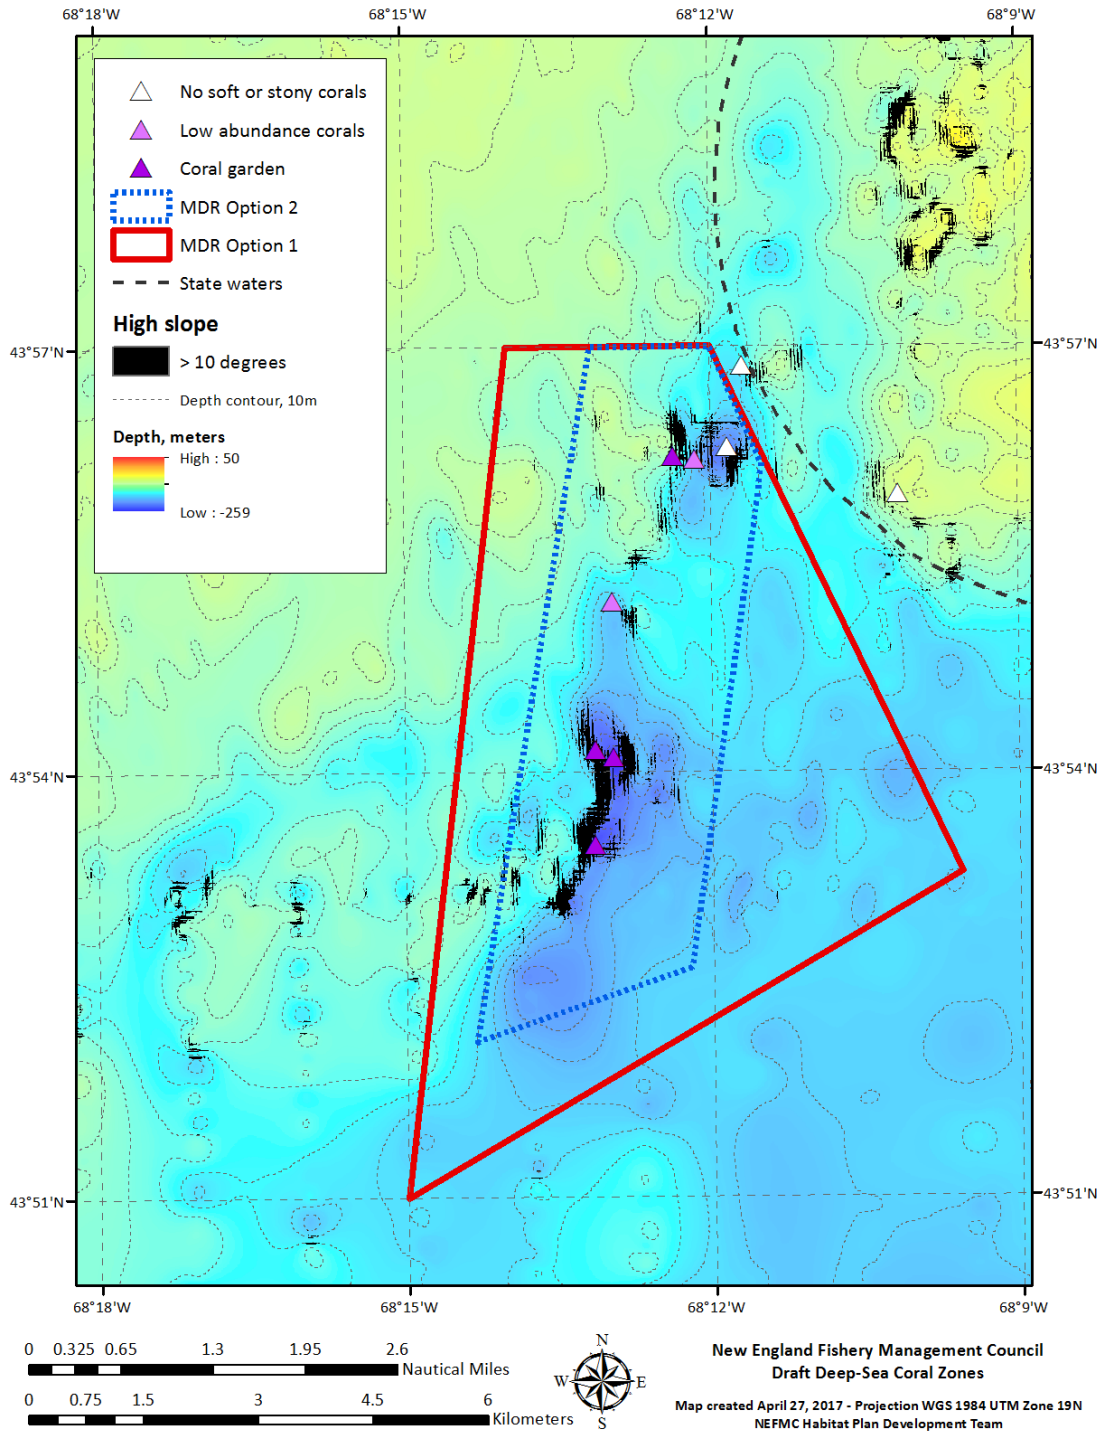 68°18'W 68°15'W 68°12'W 68°9'W
No soft or stony corals
Low abundance corals
Coral garden
MDR Option 2
MDR Option 1
State waters
High slope
> 10 degrees
Depth contour, 10m
Depth, meters
High : 50
Low : -259
43°57'N 43°57'N
43°54'N 43°54'N
43°51'N 43°51'N
68°18'W 68°15'W 68°12'W 68°9'W
0 0.325 0.65 1.3 1.95 2.6
Nautical Miles
0 0.75 1.5 3 4.5 6
Kilometers
N
W E
S
New England Fishery Management Council
Draft Deep-Sea Coral Zones
Map created April 27, 2017 - Projection WGS 1984 UTM Zone 19N
NEFMC Habitat Plan Development Team